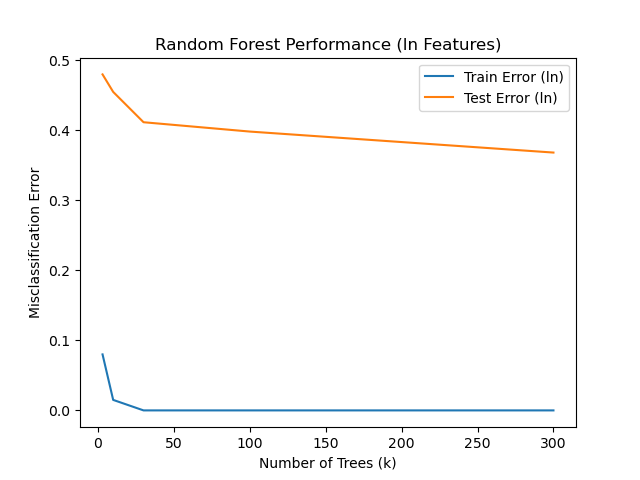 Random Forest Performance (ln Features)
Train Error (ln)
Test Error (ln)
Misclassification Error
0.5
0.4
0.3
0.2
0.1
0.0
0
50
100
150
200
250
300
Number of Trees (k)